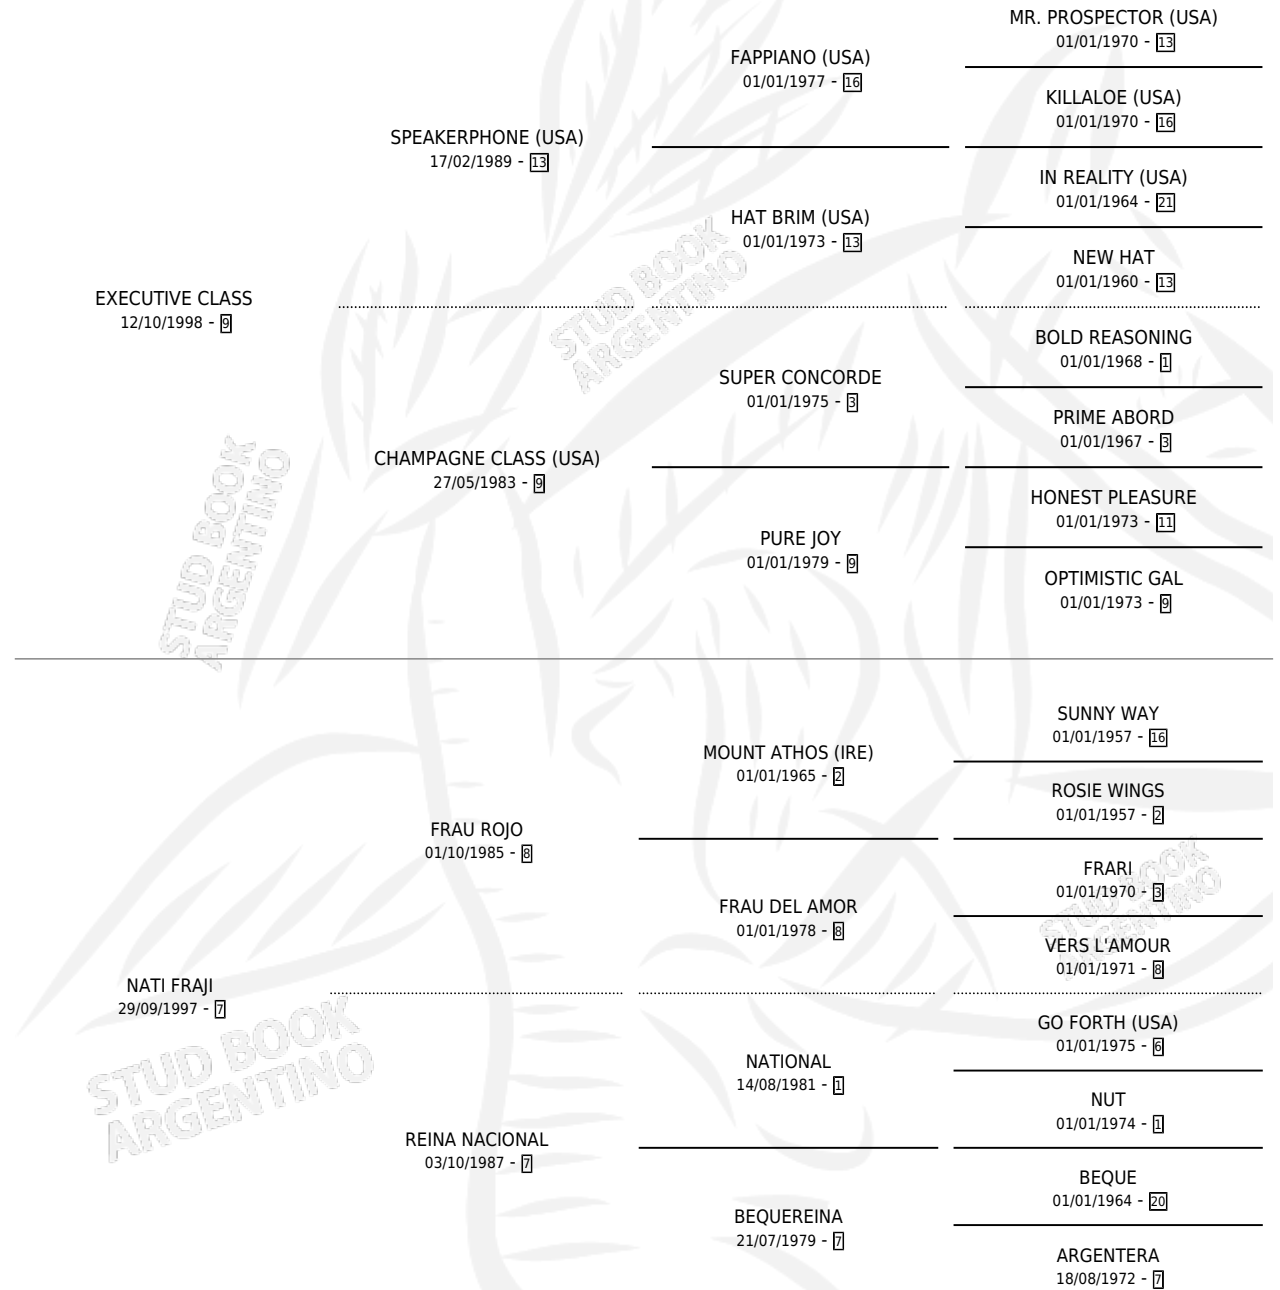 MR. PROSPECTOR (USA)
01/01/1970 - 13
FAPPIANO (USA)
01/01/1977 - 16
KILLALOE (USA)
01/01/1970 - 16
SPEAKERPHONE (USA)
17/02/1989 - 13
IN REALITY (USA)
01/01/1964 - 21
HAT BRIM (USA)
01/01/1973 - 13
NEW HAT
01/01/1960 - 13
EXECUTIVE CLASS
12/10/1998 - 9
BOLD REASONING
01/01/1968 - 1
SUPER CONCORDE
01/01/1975 - 3
PRIME ABORD
01/01/1967 - 3
CHAMPAGNE CLASS (USA)
27/05/1983 - 9
HONEST PLEASURE
01/01/1973 - 11
PURE JOY
01/01/1979 - 9
OPTIMISTIC GAL
01/01/1973 - 9
SUNNY WAY
01/01/1957 - 16
MOUNT ATHOS (IRE)
01/01/1965 - 2
ROSIE WINGS
01/01/1957 - 2
FRAU ROJO
01/10/1985 - 8
FRARI
01/01/1970 - 3
FRAU DEL AMOR
01/01/1978 - 8
VERS L'AMOUR
01/01/1971 - 8
NATI FRAJI
29/09/1997 - 7
GO FORTH (USA)
01/01/1975 - 6
NATIONAL
14/08/1981 - 1
NUT
01/01/1974 - 1
REINA NACIONAL
03/10/1987 - 7
BEQUE
01/01/1964 - 20
BEQUEREINA
21/07/1979 - 7
ARGENTERA
18/08/1972 - 7
STUD BOOK
ARGENTINO
STUD BOOK
ARGENTINO
STUD BOOK
ARGENTINO
STUD BOOK
ARGENTINO